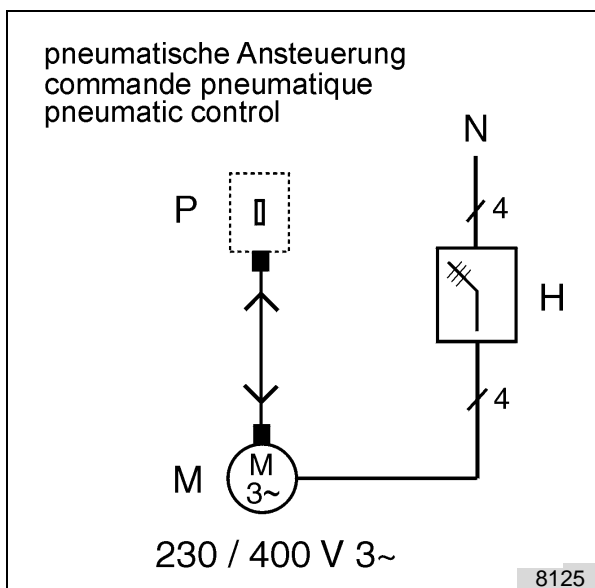 pneumatische Ansteuerung
commande pneumatique
pneumatic control
N
4
P
H
4
M
M
3~
230 / 400 V 3~
8125